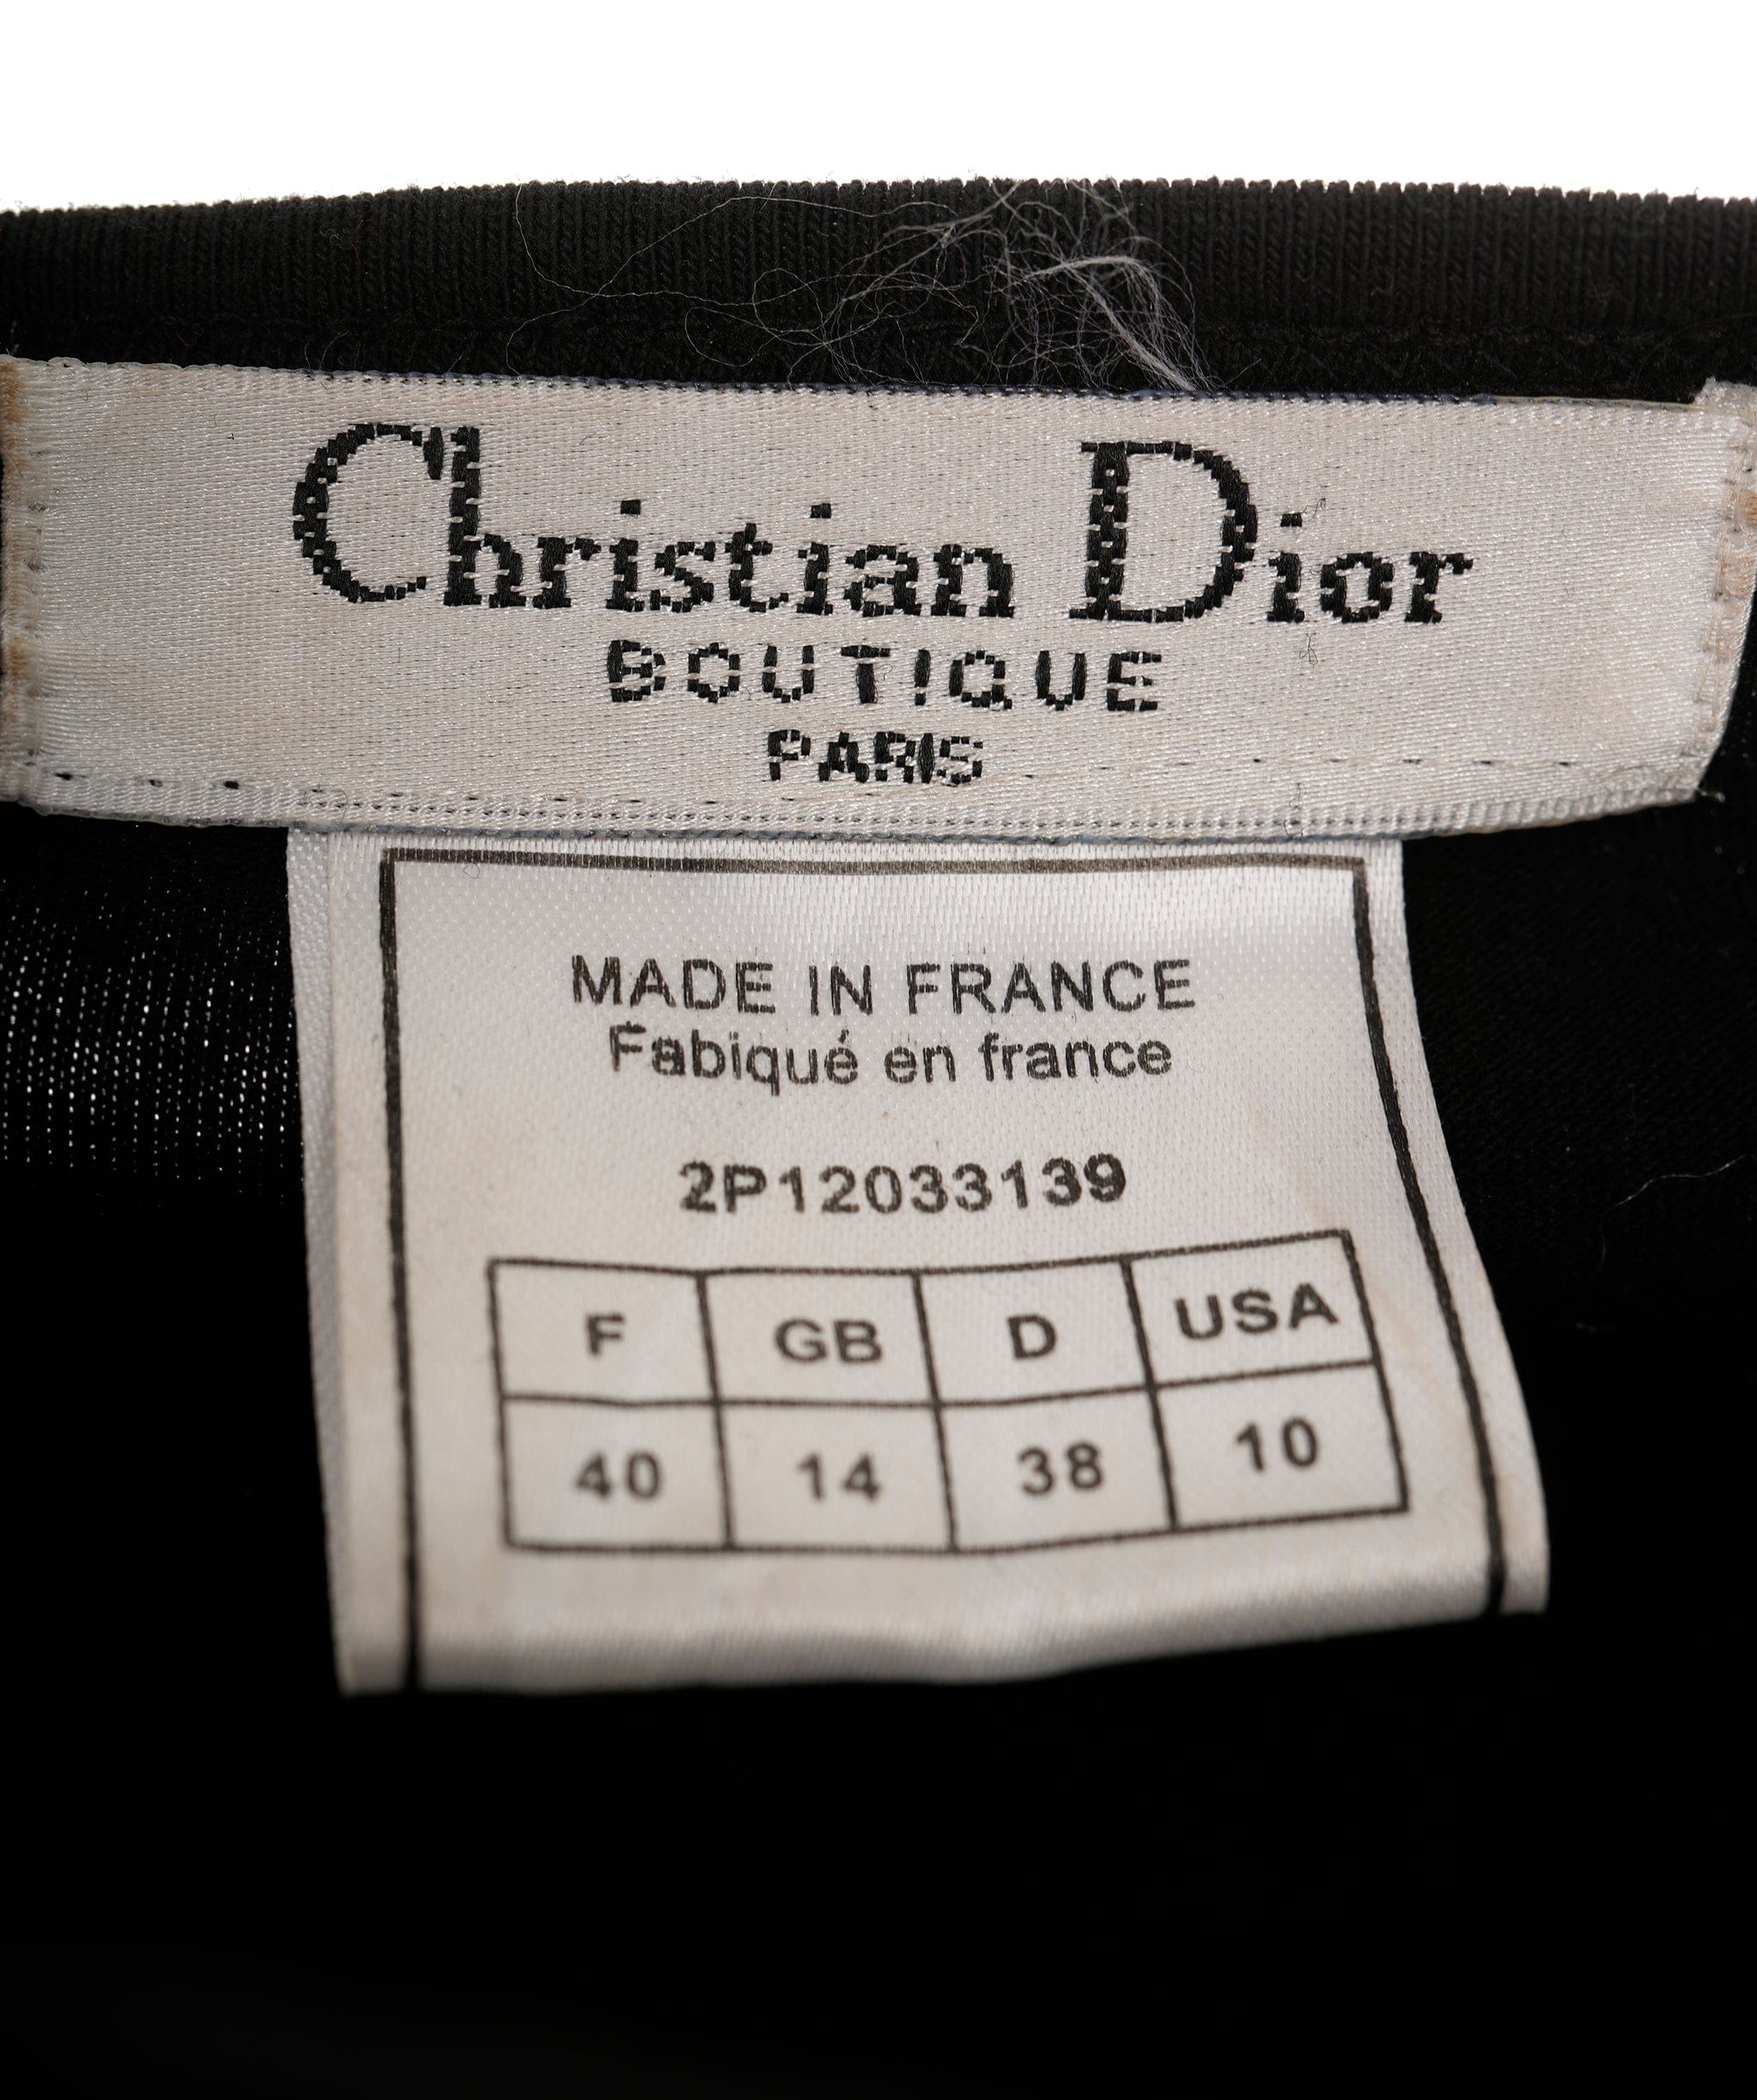 Christian Dior
BOUTIQUE
PARIS
MADE IN FRANCE
Fabiqué en france
2P12033139
F GB D USA
40 14 38 10